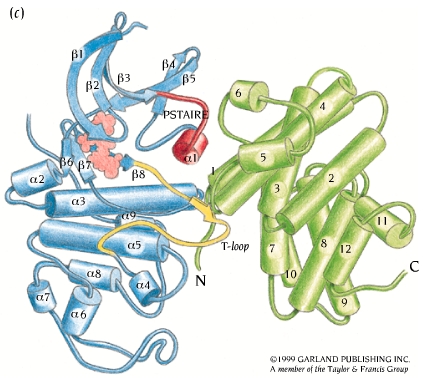 (c)
β1
β2
β3
β4
β5
PSTAIRE
α1
6
4
5
β6
β7
β8
1
3
2
α2
α3
α9
α5
T-loop
11
7
8
12
10
9
N
C
α8
α4
α7
α6
©1999 GARLAND PUBLISHING INC.
A member of the Taylor & Francis Group